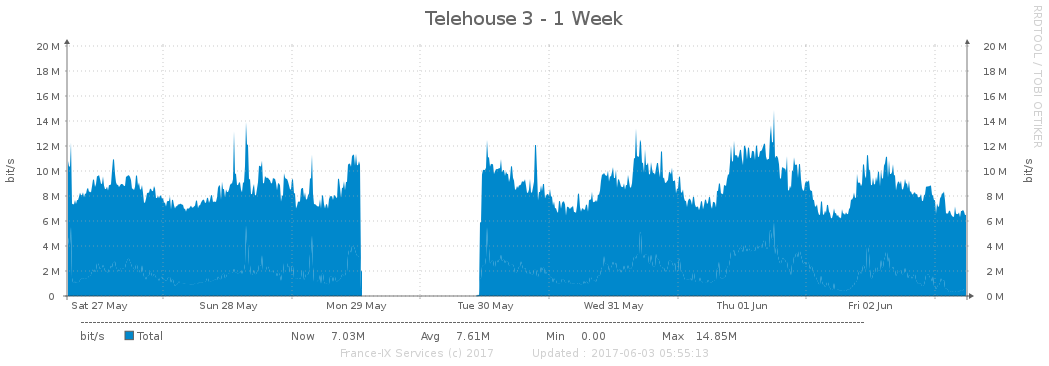 Telehouse 3 - 1 Week
RRDTOOL / TOBI OETIKER
20 M 20 M
18 M 18 M
16 M 16 M
14 M 14 M
12 M 12 M
10 M 10 M
8 M 8 M
6 M 6 M
4 M 4 M
2 M 2 M
0 0 M
bit/s
bit/s
Sat 27 May Sun 28 May Mon 29 May Tue 30 May Wed 31 May Thu 01 Jun Fri 02 Jun
bit/s Total Now 7.03M Avg 7.61M Min 0.00 Max 14.85M
France-IX Services (c) 2017 Updated : 2017-06-03 05:55:13